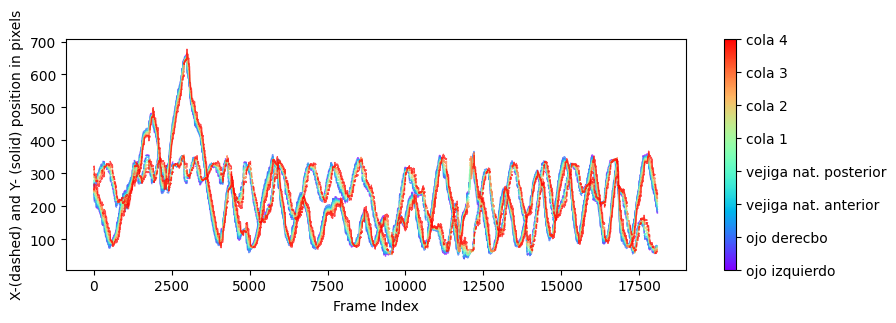 X-(dashed) and Y- (solid) position in pixels
700
600
500
400
300
200
100
0
2500
5000
7500
10000
12500
15000
17500
Frame Index
cola 4
cola 3
cola 2
cola 1
vejiga nat. posterior
vejiga nat. anterior
ojo derecbo
ojo izquierdo